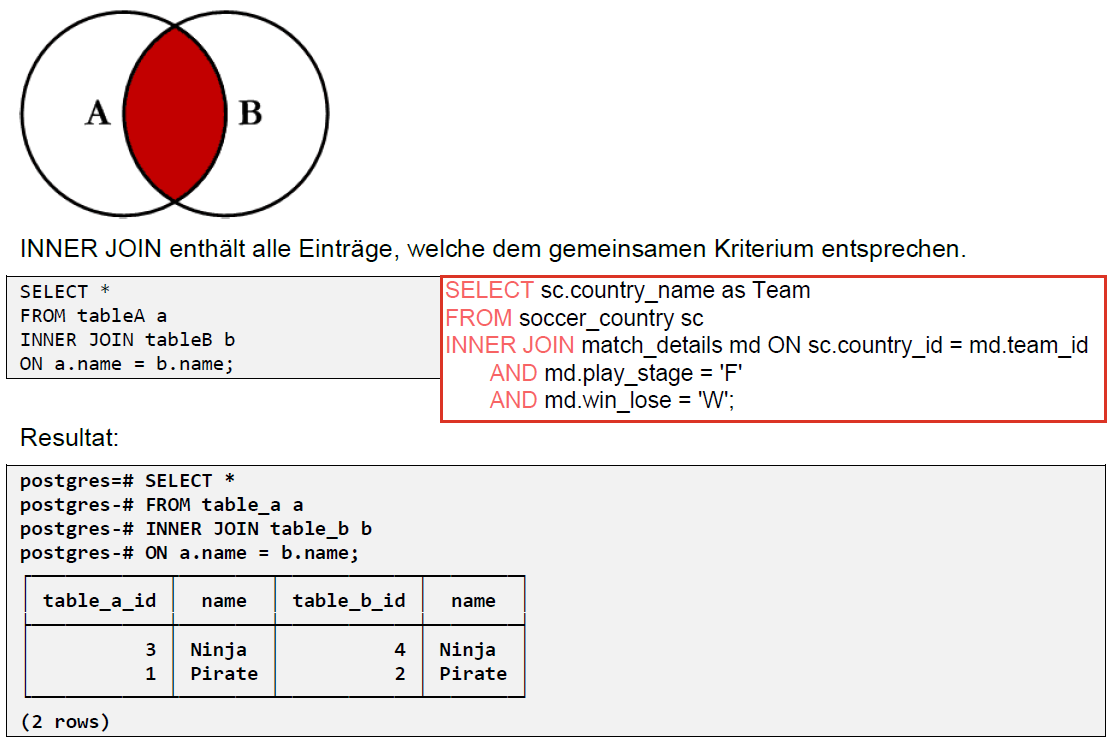 A B
INNER JOIN enthält alle Einträge, welche dem gemeinsamen Kriterium entsprechen.
SELECT *
FROM tableA a
INNER JOIN tableB b
ON a.name = b.name;
SELECT sc.country_name as Team
FROM soccer_country sc
INNER JOIN match_details md ON sc.country_id = md.team_id
AND md.play_stage = 'F'
AND md.win_lose = 'W';
Resultat:
postgres=# SELECT *
postgres-# FROM table_a a
postgres-# INNER JOIN table_b b
postgres-# ON a.name = b.name;
table_a_id name table_b_id name
3 Ninja 4 Ninja
1 Pirate 2 Pirate
(2 rows)